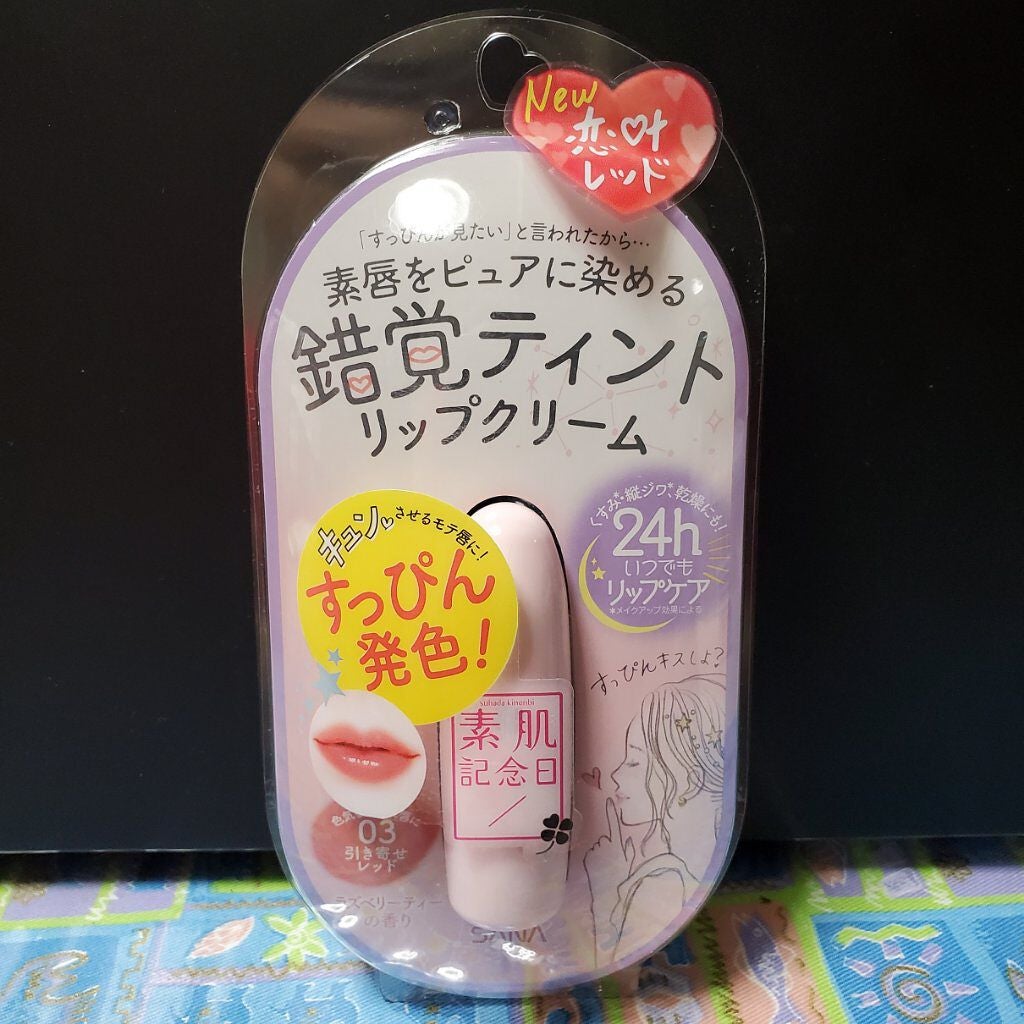 New
恋叶
レッド
「すっぴんが見たい」と言われたから…
素唇をピュアに染める
錯覚ティント
リップクリーム
キュン♡させるモテ唇に!
すっぴん
発色!
くすみ*・縦ジワ*、乾燥にも!
24h
いつでも
リップケア
*メイクアップ効果による
すっぴんキスしよ?
suhada kinenbi
素肌
記念日
03
引き寄せ
レッド
ラズベリーティー
の香り
SANA